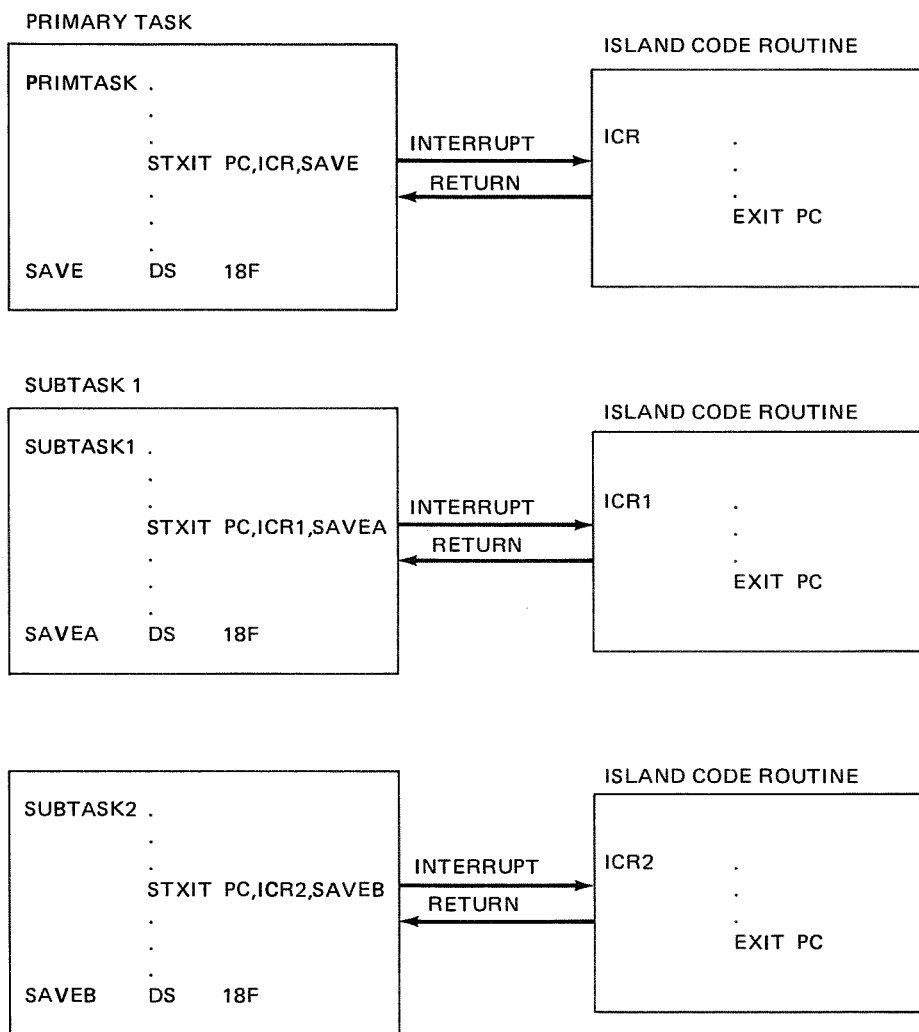 PRIMARY TASK
ISLAND CODE ROUTINE
PRIMTASK .
.
.
STXIT PC,ICR,SAVE
.
.
.
SAVE DS 18F
INTERRUPT
RETURN
ICR .
.
.
EXIT PC
SUBTASK 1
ISLAND CODE ROUTINE
SUBTASK1 .
.
.
STXIT PC,ICR1,SAVEA
.
.
.
SAVEA DS 18F
INTERRUPT
RETURN
ICR1 .
.
.
EXIT PC
ISLAND CODE ROUTINE
SUBTASK2 .
.
.
STXIT PC,ICR2,SAVEB
.
.
.
SAVEB DS 18F
INTERRUPT
RETURN
ICR2 .
.
.
EXIT PC